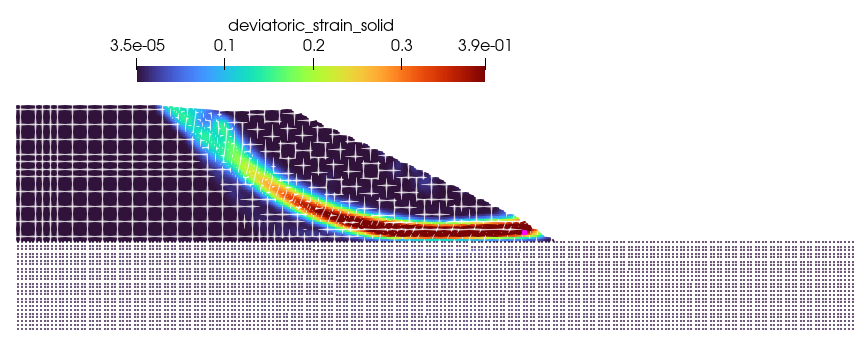 deviatoric_strain_solid
3.5e-05 0.1 0.2 0.3 3.9e-01